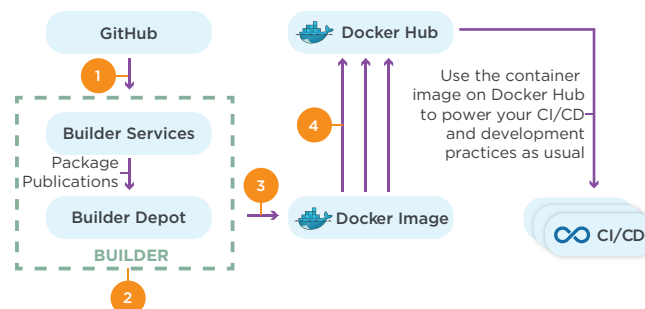 GitHub
1
Builder Services
Package
Publications
Builder Depot
BUILDER
2
3
Docker Hub
4
Docker Image
Use the container
image on Docker Hub
to power your CI/CD
and development
practices as usual
CI/CD